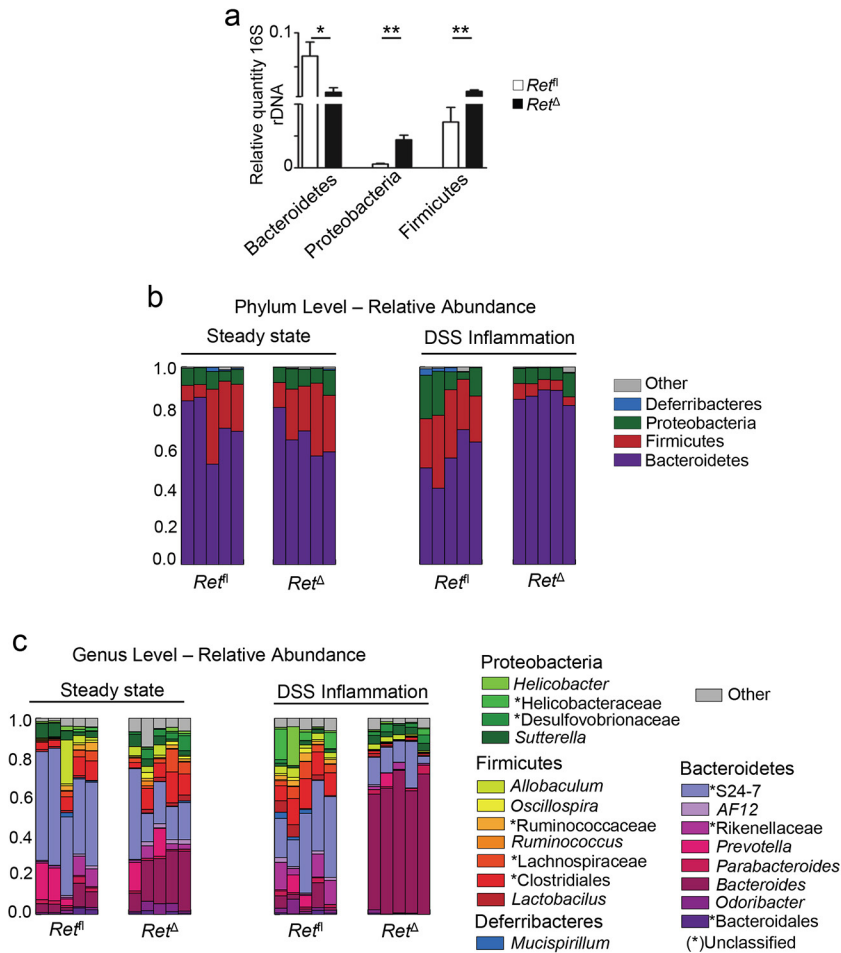 a
Relative quantity 16S
rDNA
0.1
0
*
**
**
Ret^fl
Ret^Δ
Bacteroidetes
Proteobacteria
Firmicutes
b
Phylum Level – Relative Abundance
Steady state
DSS Inflammation
1.0
0.8
0.6
0.4
0.2
0.0
Ret^fl
Ret^Δ
Ret^fl
Ret^Δ
Other
Deferribacteres
Proteobacteria
Firmicutes
Bacteroidetes
c
Genus Level – Relative Abundance
Steady state
DSS Inflammation
1.0
0.8
0.6
0.4
0.2
0.0
Ret^fl
Ret^Δ
Ret^fl
Ret^Δ
Proteobacteria
Helicobacter
*Helicobacteraceae
*Desulfovobrionaceae
Sutterella
Firmicutes
Allobaculum
Oscillospira
*Ruminococcaceae
Ruminococcus
*Lachnospiraceae
*Clostridiales
Lactobacilus
Deferribacteres
Mucispirillum
Other
Bacteroidetes
*S24-7
AF12
*Rikenellaceae
Prevotella
Parabacteroides
Bacteroides
Odoribacter
*Bacteroidales
(*)Unclassified